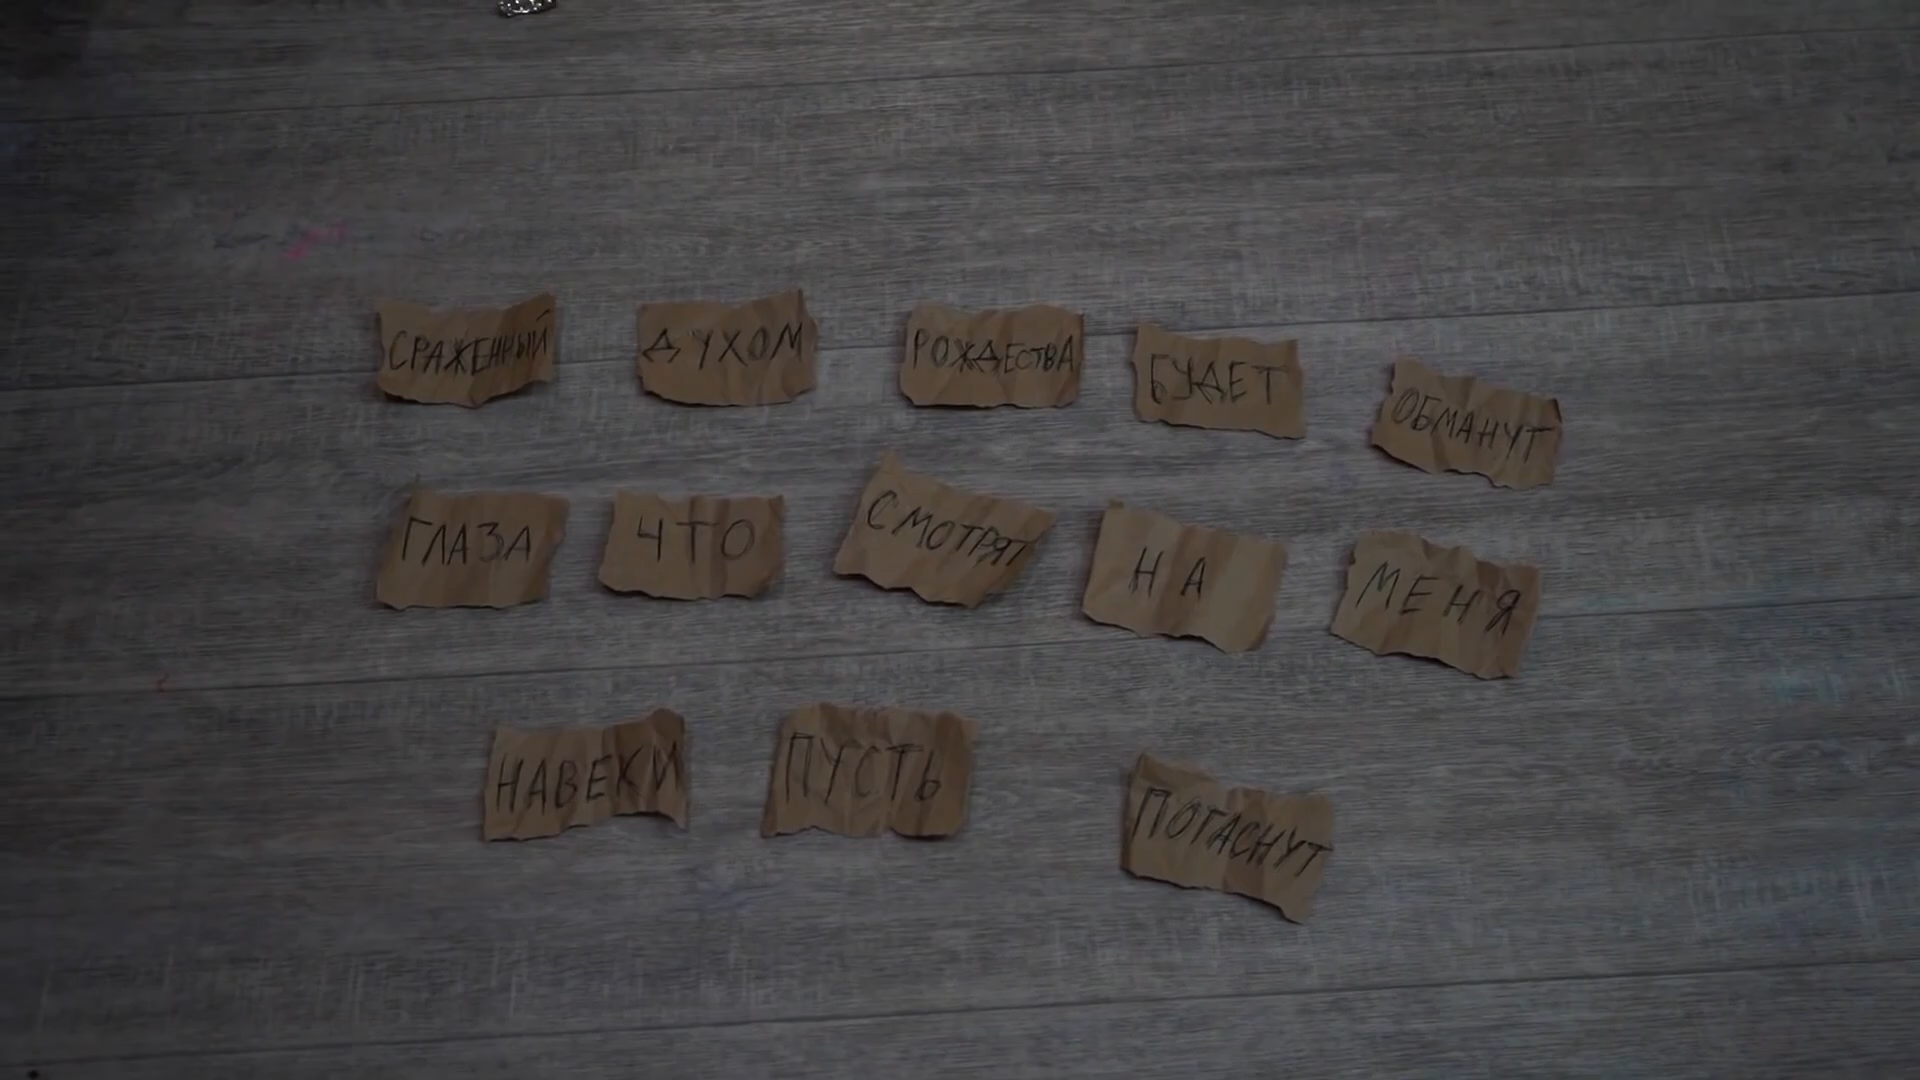 СРАЖЕННЫЙ ДУХОМ РОЖДЕСТВА БУДЕТ ОБМАНУТ
ГЛАЗА ЧТО СМОТРЯТ НА МЕНЯ
НАВЕКИ ПУСТЬ ПОГАСНУТ